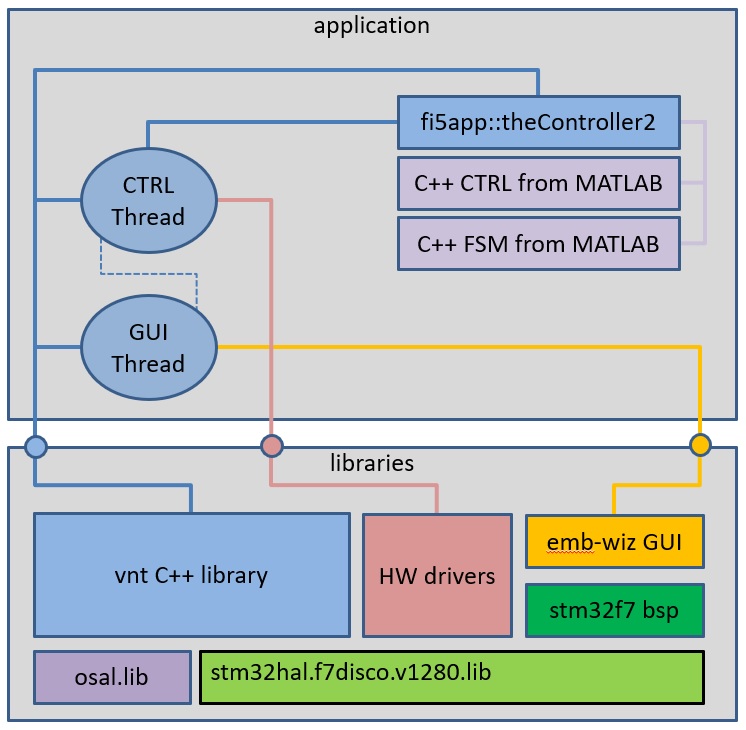 application
fi5app::theController2
CTRL
Thread
C++ CTRL from MATLAB
C++ FSM from MATLAB
GUI
Thread
libraries
vnt C++ library
HW drivers
emb-wiz GUI
stm32f7 bsp
osal.lib
stm32hal.f7disco.v1280.lib